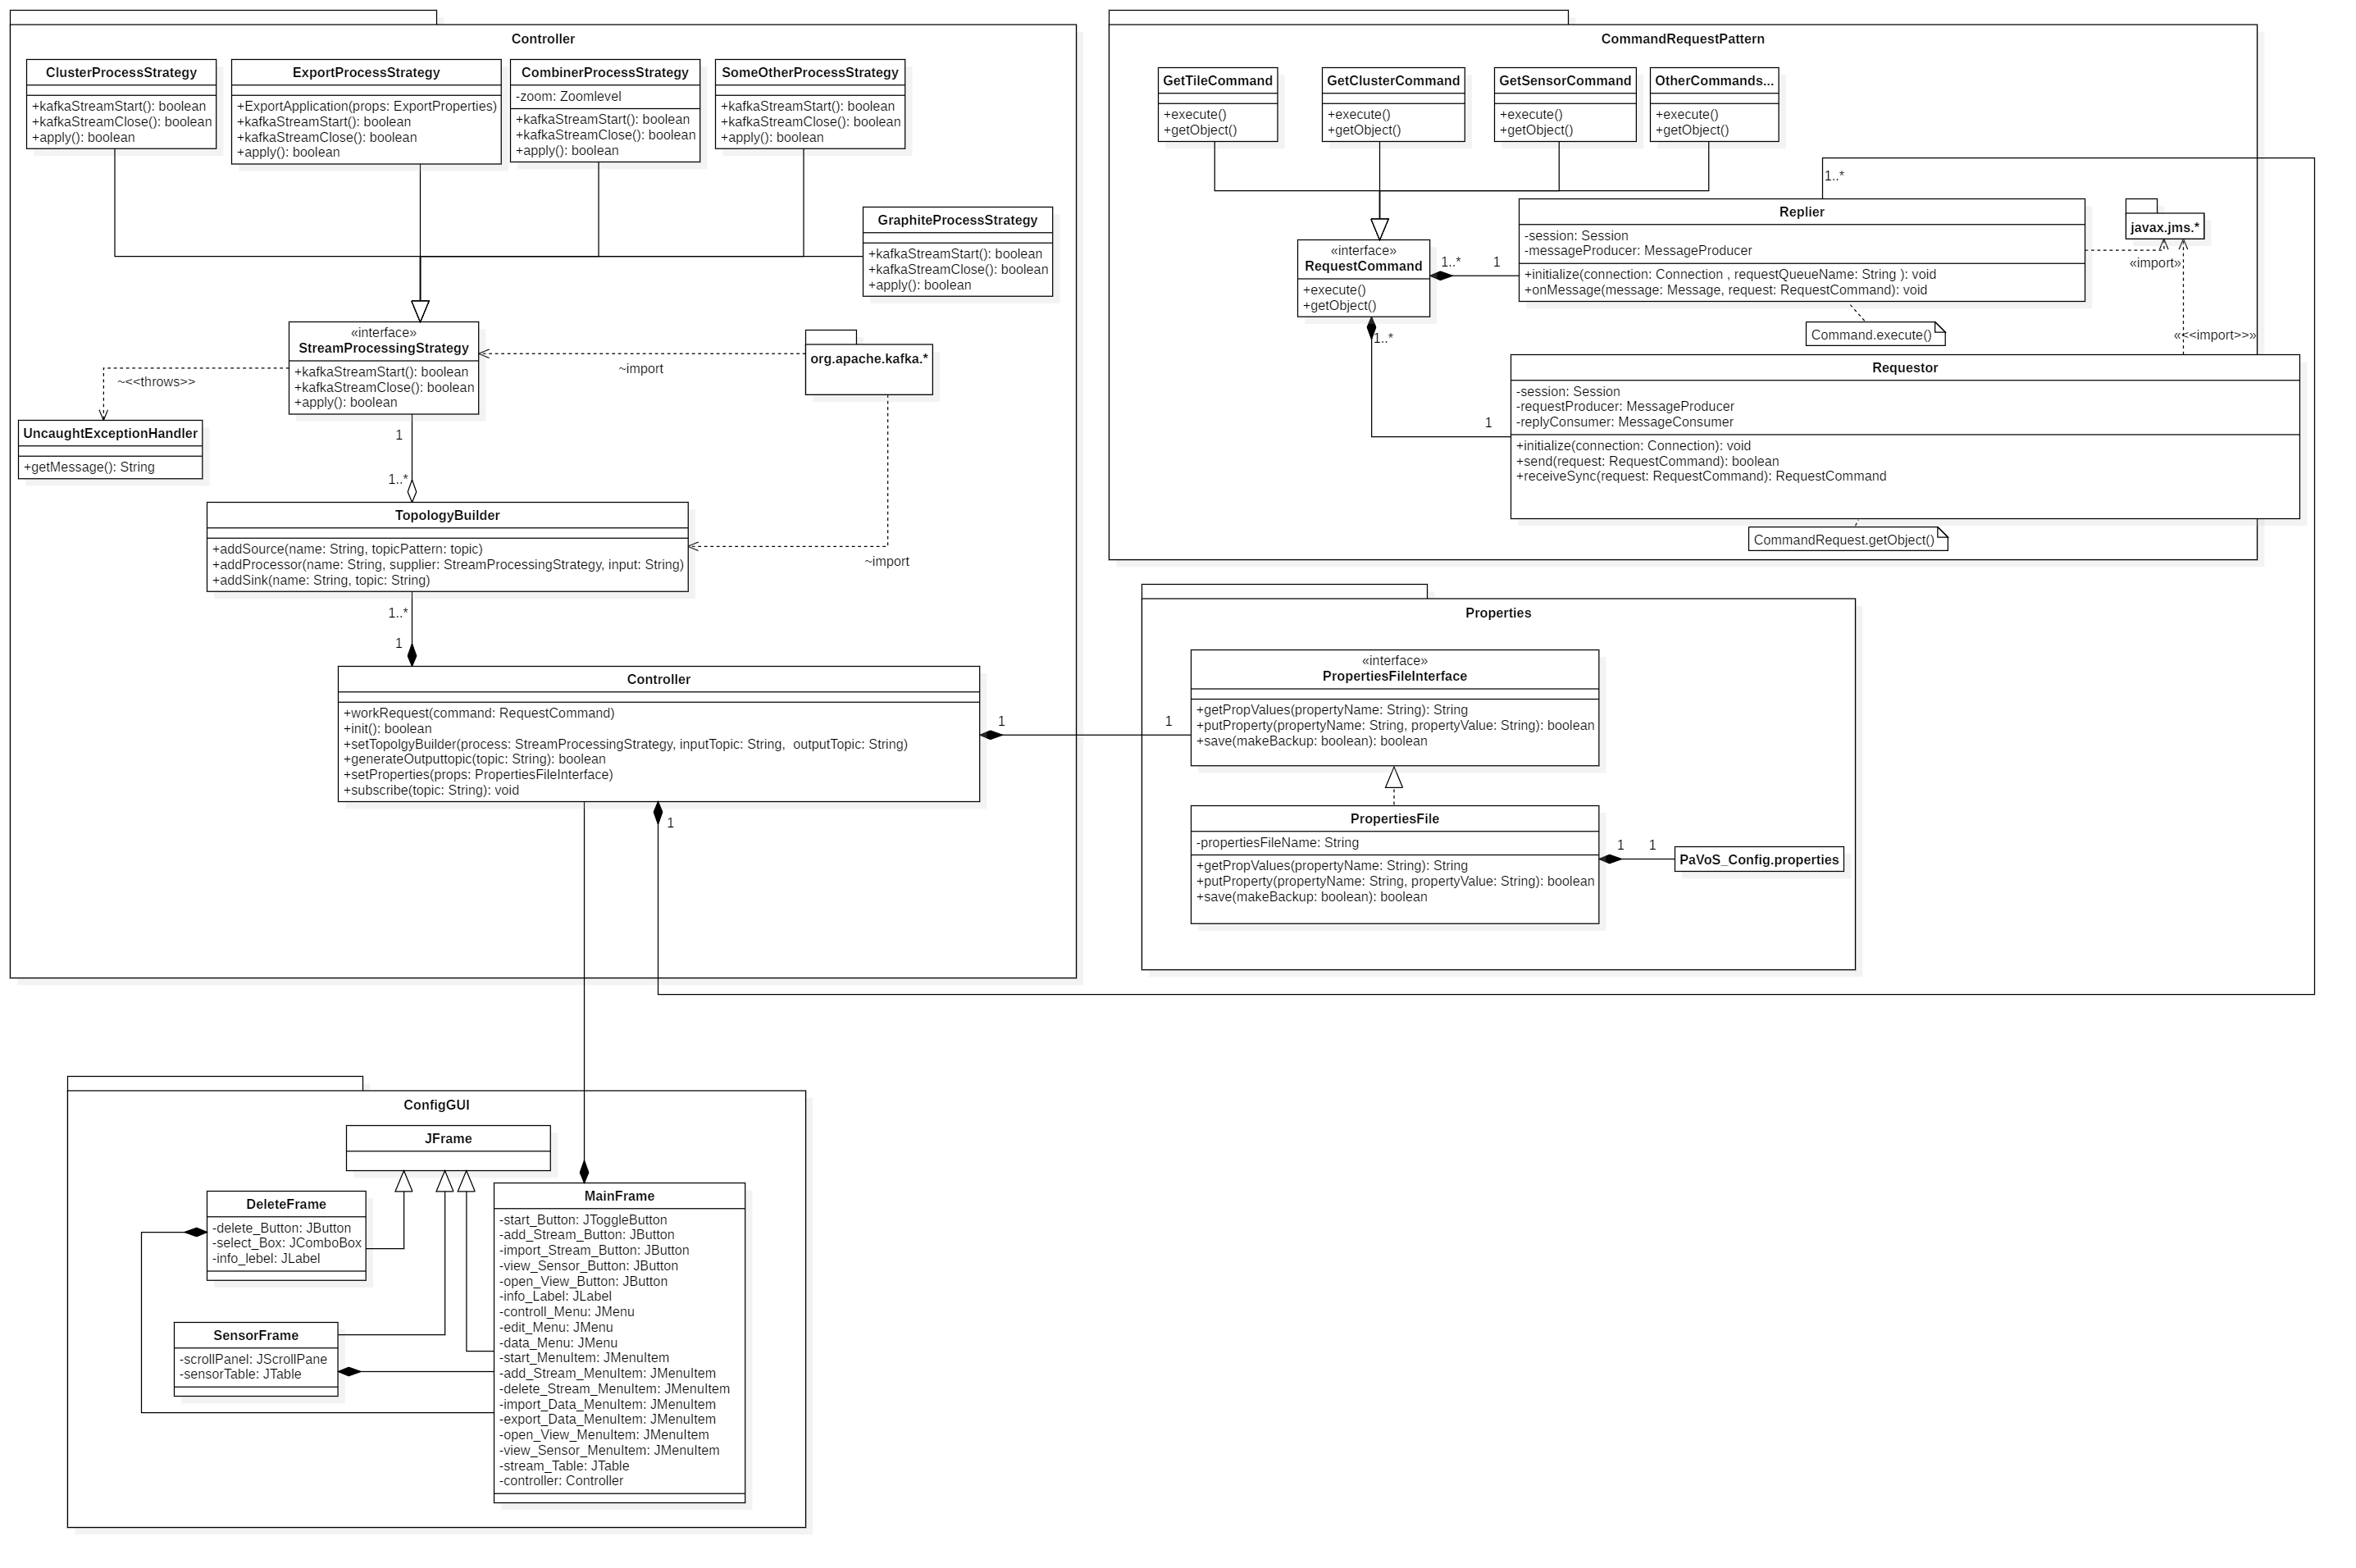 Controller
ClusterProcessStrategy
+kafkaStreamStart(): boolean
+kafkaStreamClose(): boolean
+apply(): boolean
ExportProcessStrategy
+ExportApplication(props: ExportProperties)
+kafkaStreamStart(): boolean
+kafkaStreamClose(): boolean
+apply(): boolean
CombinerProcessStrategy
-zoom: Zoomlevel
+kafkaStreamStart(): boolean
+kafkaStreamClose(): boolean
+apply(): boolean
SomeOtherProcessStrategy
+kafkaStreamStart(): boolean
+kafkaStreamClose(): boolean
+apply(): boolean
GraphiteProcessStrategy
+kafkaStreamStart(): boolean
+kafkaStreamClose(): boolean
+apply(): boolean
«interface»
StreamProcessingStrategy
+kafkaStreamStart(): boolean
+kafkaStreamClose(): boolean
+apply(): boolean
org.apache.kafka.*
~import
~<<throws>>
UncaughtExceptionHandler
+getMessage(): String
1
1..*
TopologyBuilder
+addSource(name: String, topicPattern: topic)
+addProcessor(name: String, supplier: StreamProcessingStrategy, input: String)
+addSink(name: String, topic: String)
~import
1..*
1
Controller
+workRequest(command: RequestCommand)
+init(): boolean
+setTopolgyBuilder(process: StreamProcessingStrategy, inputTopic: String,  outputTopic: String)
+generateOutputtopic(topic: String): boolean
+setProperties(props: PropertiesFileInterface)
+subscribe(topic: String): void
1
1
1
CommandRequestPattern
GetTileCommand
+execute()
+getObject()
GetClusterCommand
+execute()
+getObject()
GetSensorCommand
+execute()
+getObject()
OtherCommands...
+execute()
+getObject()
1..*
«interface»
RequestCommand
+execute()
+getObject()
1..*
1
Replier
-session: Session
-messageProducer: MessageProducer
+initialize(connection: Connection , requestQueueName: String ): void
+onMessage(message: Message, request: RequestCommand): void
javax.jms.*
«import»
Command.execute()
«<<import>>»
1..*
1
Requestor
-session: Session
-requestProducer: MessageProducer
-replyConsumer: MessageConsumer
+initialize(connection: Connection): void
+send(request: RequestCommand): boolean
+receiveSync(request: RequestCommand): RequestCommand
CommandRequest.getObject()
Properties
«interface»
PropertiesFileInterface
+getPropValues(propertyName: String): String
+putProperty(propertyName: String, propertyValue: String): boolean
+save(makeBackup: boolean): boolean
PropertiesFile
-propertiesFileName: String
+getPropValues(propertyName: String): String
+putProperty(propertyName: String, propertyValue: String): boolean
+save(makeBackup: boolean): boolean
1
1
PaVoS_Config.properties
ConfigGUI
JFrame
DeleteFrame
-delete_Button: JButton
-select_Box: JComboBox
-info_lebel: JLabel
SensorFrame
-scrollPanel: JScrollPane
-sensorTable: JTable
MainFrame
-start_Button: JToggleButton
-add_Stream_Button: JButton
-import_Stream_Button: JButton
-view_Sensor_Button: JButton
-open_View_Button: JButton
-info_Label: JLabel
-controll_Menu: JMenu
-edit_Menu: JMenu
-data_Menu: JMenu
-start_MenuItem: JMenuItem
-add_Stream_MenuItem: JMenuItem
-delete_Stream_MenuItem: JMenuItem
-import_Data_MenuItem: JMenuItem
-export_Data_MenuItem: JMenuItem
-open_View_MenuItem: JMenuItem
-view_Sensor_MenuItem: JMenuItem
-stream_Table: JTable
-controller: Controller